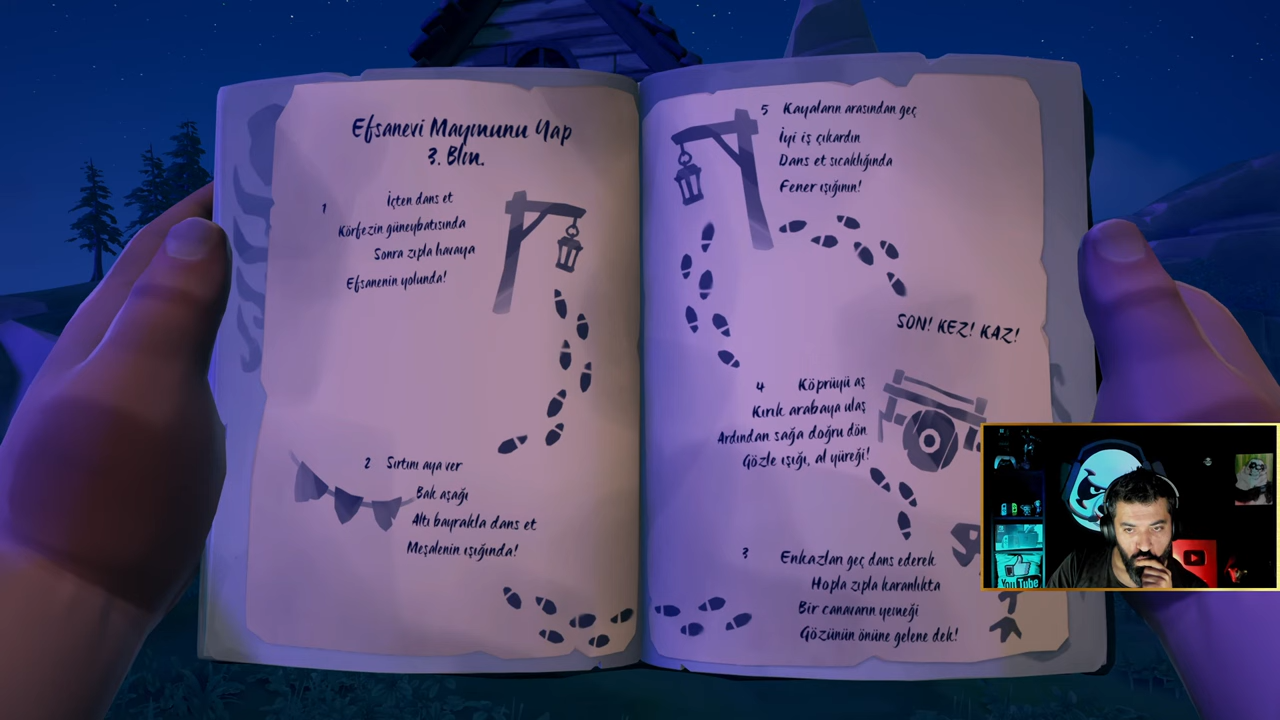 Efsanevi Maymunu Yap
3. Blm.
1
İçten dans et
Körfezin güneybatısında
Sonra zıpla havaya
Efsanenin yolunda!
2 Sırtını aya ver
Bak aşağı
Altı bayrakla dans et
Meşalenin ışığında!
3 Enkazları geç dans ederek
Hopla zıpla karanlıkta
Bir canavarın yemeği
Gözünün önüne gelene dek!
4 Köprüyü aş
Kırık arabaya ulaş
Ardından sağa doğru dön
Gözle ışığı, al yüreği!
5 Kayaların arasından geç
İyi iş çıkardın
Dans et sıcaklığında
Fener ışığının!
SON! KEZ! KAZ!
YouTube